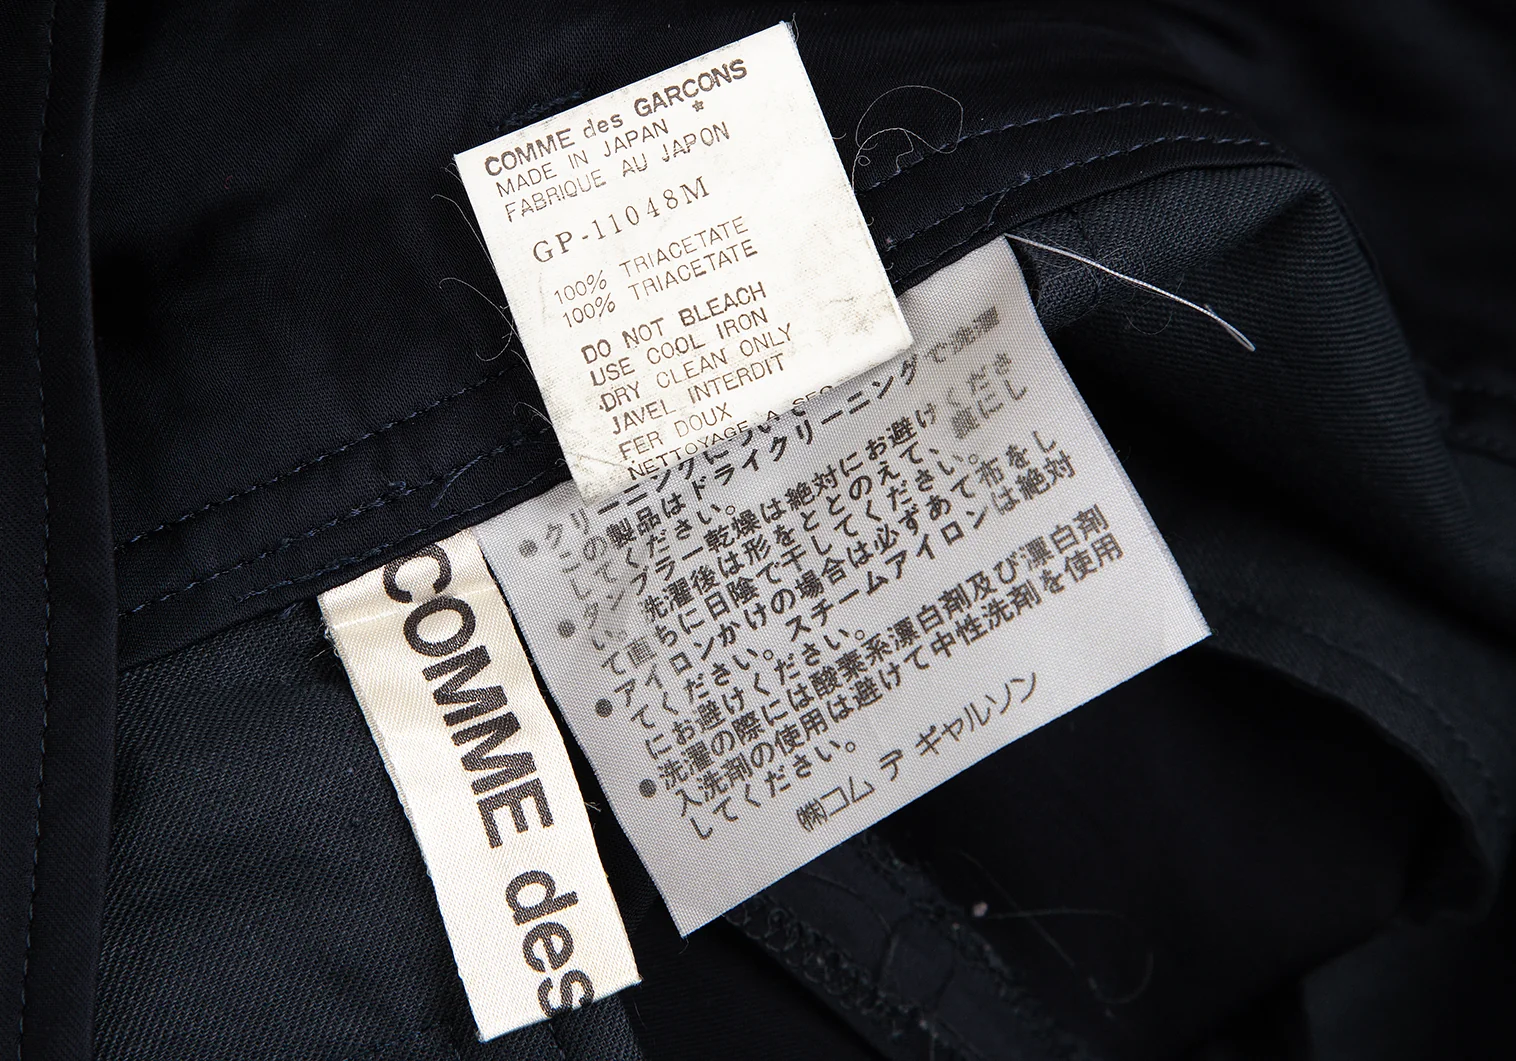 COMME des GARCONS
*
MADE IN JAPAN
FABRIQUE AU JAPON
GP-11048M
100% TRIACETATE
100% TRIACETATE
DO NOT BLEACH
USE COOL IRON
DRY CLEAN ONLY
JAVEL INTERDIT
FER DOUX
NETTOYAGE A SEC
クリーニングについて
●この製品はドライクリーニングで洗濯
してください。
●タンブラー乾燥は絶対にお避けくださ
い。洗濯後は形をととのえて、
直ちに日陰で干してください。
●アイロンかけの場合は必ずあて布をし
てください。スチームアイロンは絶対
にお避けください。
●洗濯の際には酸素系漂白剤及び漂白剤
入洗剤の使用は避けて中性洗剤を使用
してください。
㈱コム デ ギャルソン
COMME des